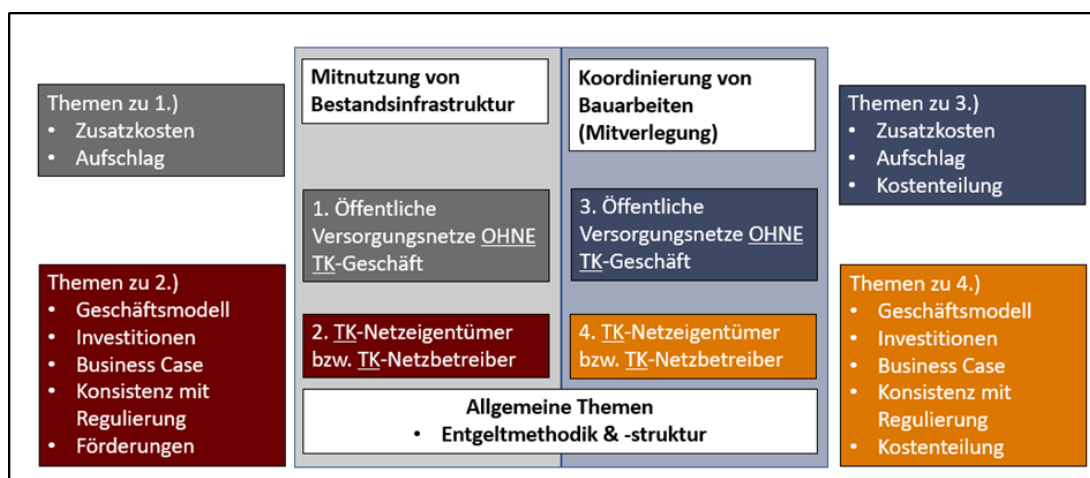 Themen zu 1.)
• Zusatzkosten
• Aufschlag
Themen zu 2.)
• Geschäftsmodell
• Investitionen
• Business Case
• Konsistenz mit
Regulierung
• Förderungen
Mitnutzung von
Bestandsinfrastruktur
1. Öffentliche
Versorgungsnetze OHNE
TK-Geschäft
2. TK-Netzeigentümer
bzw. TK-Netzbetreiber
Koordinierung von
Bauarbeiten
(Mitverlegung)
3. Öffentliche
Versorgungsnetze OHNE
TK-Geschäft
4. TK-Netzeigentümer
bzw. TK-Netzbetreiber
Allgemeine Themen
• Entgeltmethodik & -struktur
Themen zu 3.)
• Zusatzkosten
• Aufschlag
• Kostenteilung
Themen zu 4.)
• Geschäftsmodell
• Investitionen
• Business Case
• Konsistenz mit
Regulierung
• Kostenteilung